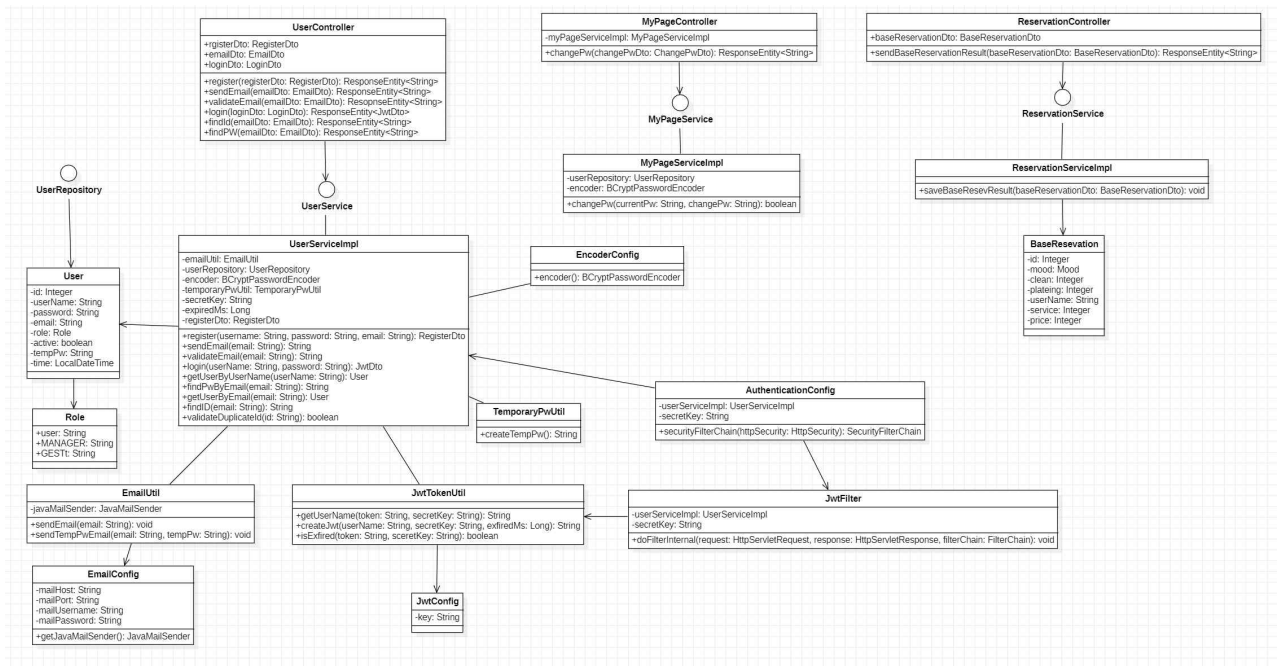 UserController
+rgisterDto: RegisterDto
+emailDto: EmailDto
+loginDto: LoginDto
+register(registerDto: RegisterDto): ResponseEntity<String>
+sendEmail(emailDto: EmailDto): ResponseEntity<String>
+validateEmail(emailDto: EmailDto): ResopnseEntity<String>
+login(loginDto: LoginDto): ResponseEntity<JwtDto>
+findId(emailDto: EmailDto): ResponseEntity<String>
+findPW(emailDto: EmailDto): ResponseEntity<String>
MyPageController
-myPageServiceImpl: MyPageServiceImpl
+changePw(changePwDto: ChangePwDto): ResponseEntity<String>
ReservationController
+baseReservationDto: BaseReservationDto
+sendBaseReservationRusult(baseReservationDto: BaseReservationDto): ResponseEntity<String>
MyPageService
ReservationService
MyPageServiceImpl
-userRepository: UserRepository
-encoder: BCryptPasswordEncoder
+changePw(currentPw: String, changePw: String): boolean
ReservationServiceImpl
+saveBaseResevResult(baseReservationDto: BaseReservationDto): void
UserRepository
UserService
UserServiceImpl
-emailUtil: EmailUtil
-userRepository: UserRepository
-encoder: BCryptPasswordEncoder
-temporaryPwUtil: TemporaryPwUtil
-secretKey: String
-expiredMs: Long
-registerDto: RegisterDto
+register(username: String, password: String, email: String): RegisterDto
+sendEmail(email: String): String
+validateEmail(email: String): String
+login(userName: String, password: String): JwtDto
+getUserByUserName(userName: String): User
+findPwByEmail(email: String): String
+getUserByEmail(email: String): User
+findID(email: String): String
+validateDuplicateId(id: String): boolean
EncoderConfig
+encoder(): BCryptPasswordEncoder
BaseResevation
-id: Integer
-mood: Mood
-clean: Integer
-plateing: Integer
-userName: String
-service: Integer
-price: Integer
User
-id: Integer
-userName: String
-password: String
-email: String
-role: Role
-active: boolean
-tempPw: String
-time: LocalDateTime
Role
+user: String
+MANAGER: String
+GESTt: String
TemporaryPwUtil
+createTempPw(): String
AuthenticationConfig
-userServiceImpl: UserServiceImpl
-secretKey: String
+securityFilterChain(httpSecurity: HttpSecurity): SecurityFilterChain
EmailUtil
-javaMailSender: JavaMailSender
+sendEmail(email: String): void
+sendTempPwEmail(email: String, tempPw: String): void
JwtTokenUtil
+getUserName(token: String, secretKey: String): String
+createJwt(userName: String, secretKey: String, exfiredMs: Long): String
+isExfired(token: String, sceretKey: String): boolean
JwtFilter
-userServiceImpl: UserServiceImpl
-secretKey: String
+doFilterInternal(request: HttpServletRequest, response: HttpServletResponse, filterChain: FilterChain): void
EmailConfig
-mailHost: String
-mailPort: String
-mailUsername: String
-mailPassword: String
+getJavaMailSender(): JavaMailSender
JwtConfig
-key: String